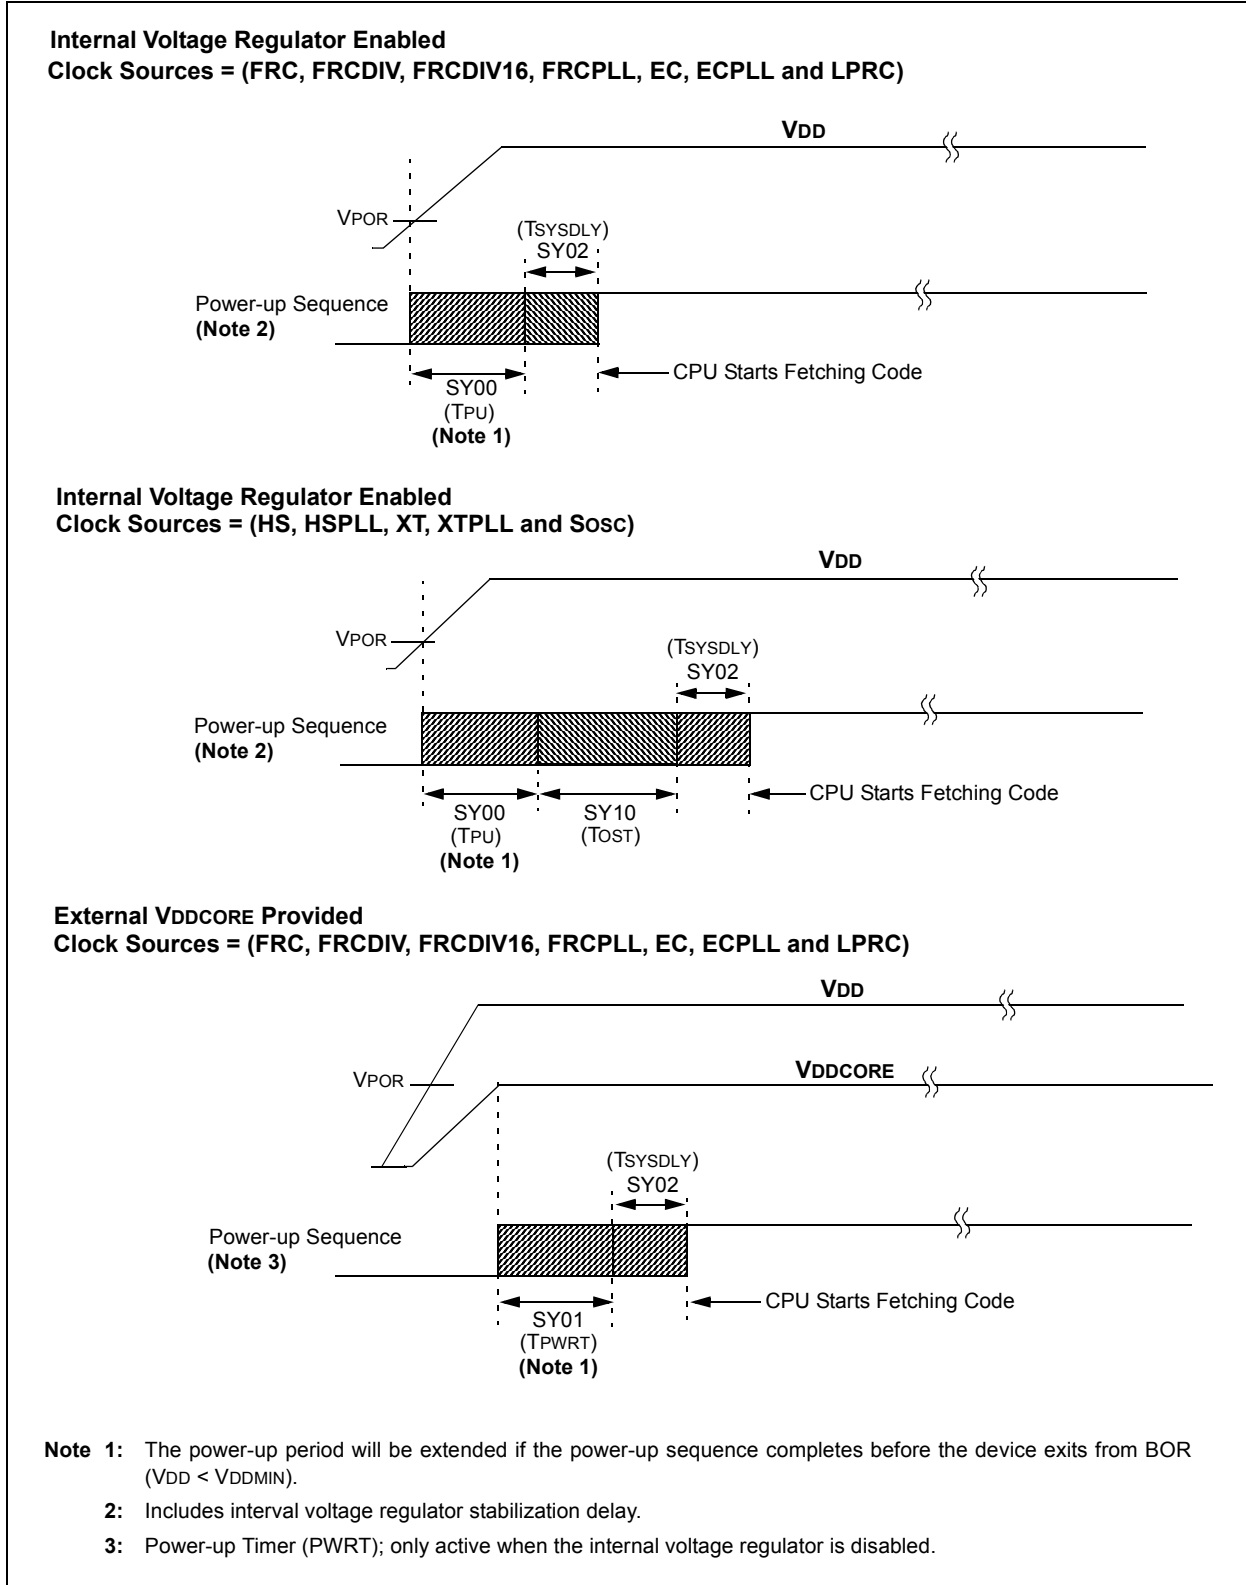 Internal Voltage Regulator Enabled
Clock Sources = (FRC, FRCDIV, FRCDIV16, FRCPLL, EC, ECPLL and LPRC)
VDD
VPOR
(TSYSDLY)
SY02
Power-up Sequence
(Note 2)
CPU Starts Fetching Code
SY00
(TPU)
(Note 1)
Internal Voltage Regulator Enabled
Clock Sources = (HS, HSPLL, XT, XTPLL and SOSC)
VDD
VPOR
(TSYSDLY)
SY02
Power-up Sequence
(Note 2)
CPU Starts Fetching Code
SY00 SY10
(TPU) (TOST)
(Note 1)
External VDDCORE Provided
Clock Sources = (FRC, FRCDIV, FRCDIV16, FRCPLL, EC, ECPLL and LPRC)
VDD
VDDCORE
VPOR
(TSYSDLY)
SY02
Power-up Sequence
(Note 3)
CPU Starts Fetching Code
SY01
(TPWRT)
(Note 1)
Note 1: The power-up period will be extended if the power-up sequence completes before the device exits from BOR
(VDD < VDDMIN).
2: Includes interval voltage regulator stabilization delay.
3: Power-up Timer (PWRT); only active when the internal voltage regulator is disabled.